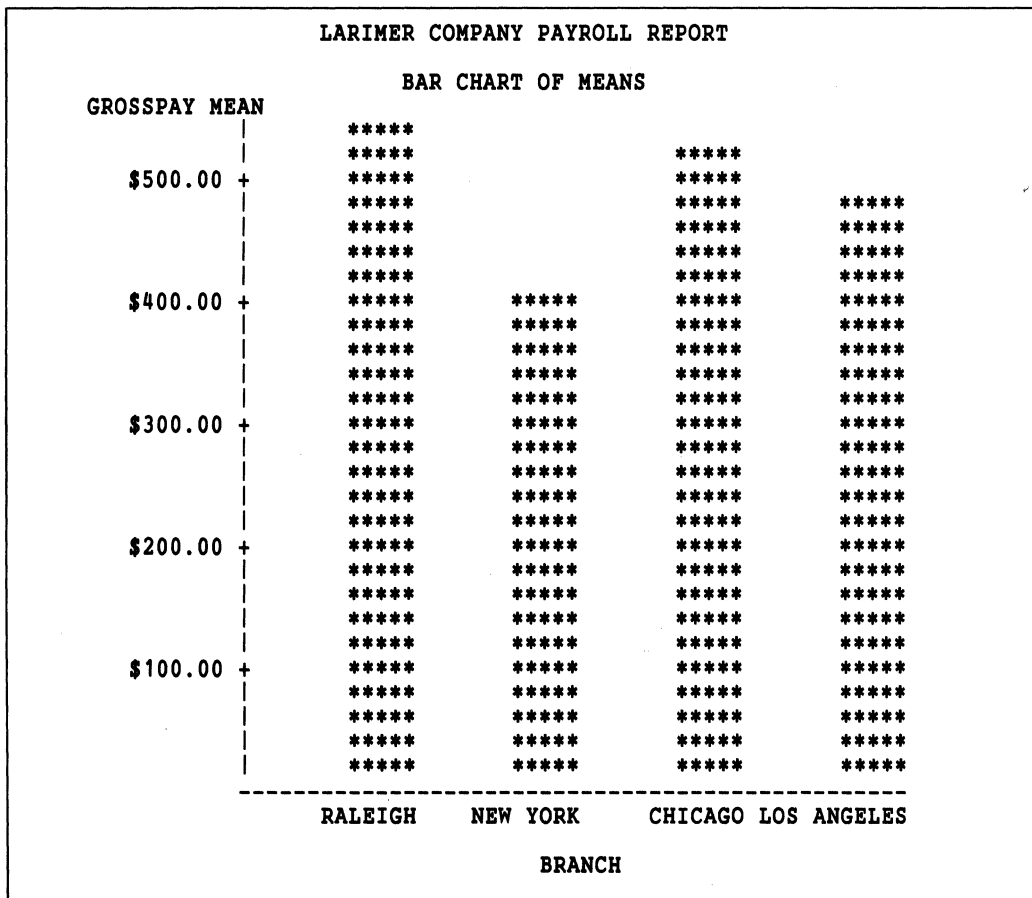 LARIMER COMPANY PAYROLL REPORT
BAR CHART OF MEANS
GROSSPAY MEAN
| *****
| ***** *****
$500.00 + ***** *****
| ***** ***** *****
| ***** ***** *****
| ***** ***** *****
| ***** ***** *****
$400.00 + ***** ***** ***** *****
| ***** ***** ***** *****
| ***** ***** ***** *****
| ***** ***** ***** *****
| ***** ***** ***** *****
$300.00 + ***** ***** ***** *****
| ***** ***** ***** *****
| ***** ***** ***** *****
| ***** ***** ***** *****
| ***** ***** ***** *****
$200.00 + ***** ***** ***** *****
| ***** ***** ***** *****
| ***** ***** ***** *****
| ***** ***** ***** *****
| ***** ***** ***** *****
$100.00 + ***** ***** ***** *****
| ***** ***** ***** *****
| ***** ***** ***** *****
| ***** ***** ***** *****
| ***** ***** ***** *****
-------------------------------------------------
RALEIGH NEW YORK CHICAGO LOS ANGELES
BRANCH